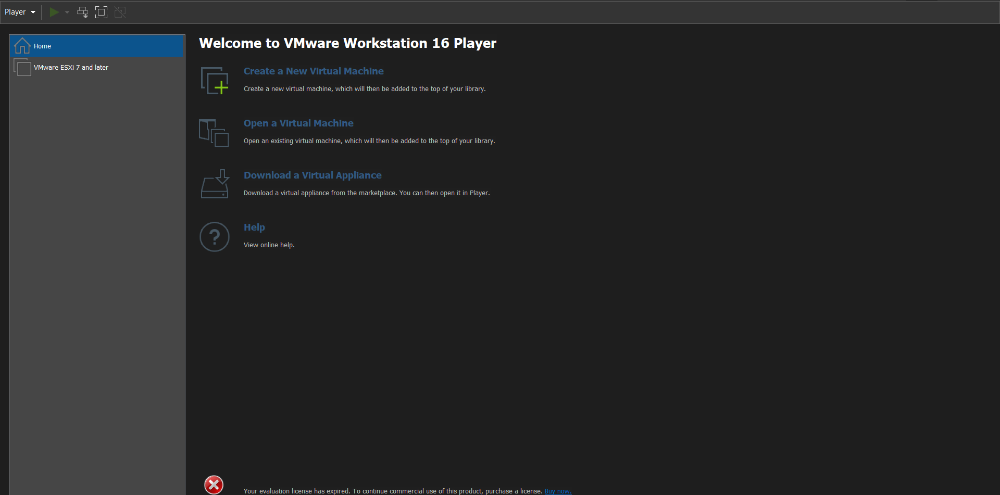 Player
Home
VMware ESXi 7 and later
Welcome to VMware Workstation 16 Player
Create a New Virtual Machine
Create a new virtual machine, which will then be added to the top of your library.
Open a Virtual Machine
Open an existing virtual machine, which will then be added to the top of your library.
Download a Virtual Appliance
Download a virtual appliance from the marketplace. You can then open it in Player.
Help
View online help.
Your evaluation license has expired. To continue commercial use of this product, purchase a license. Buy now.